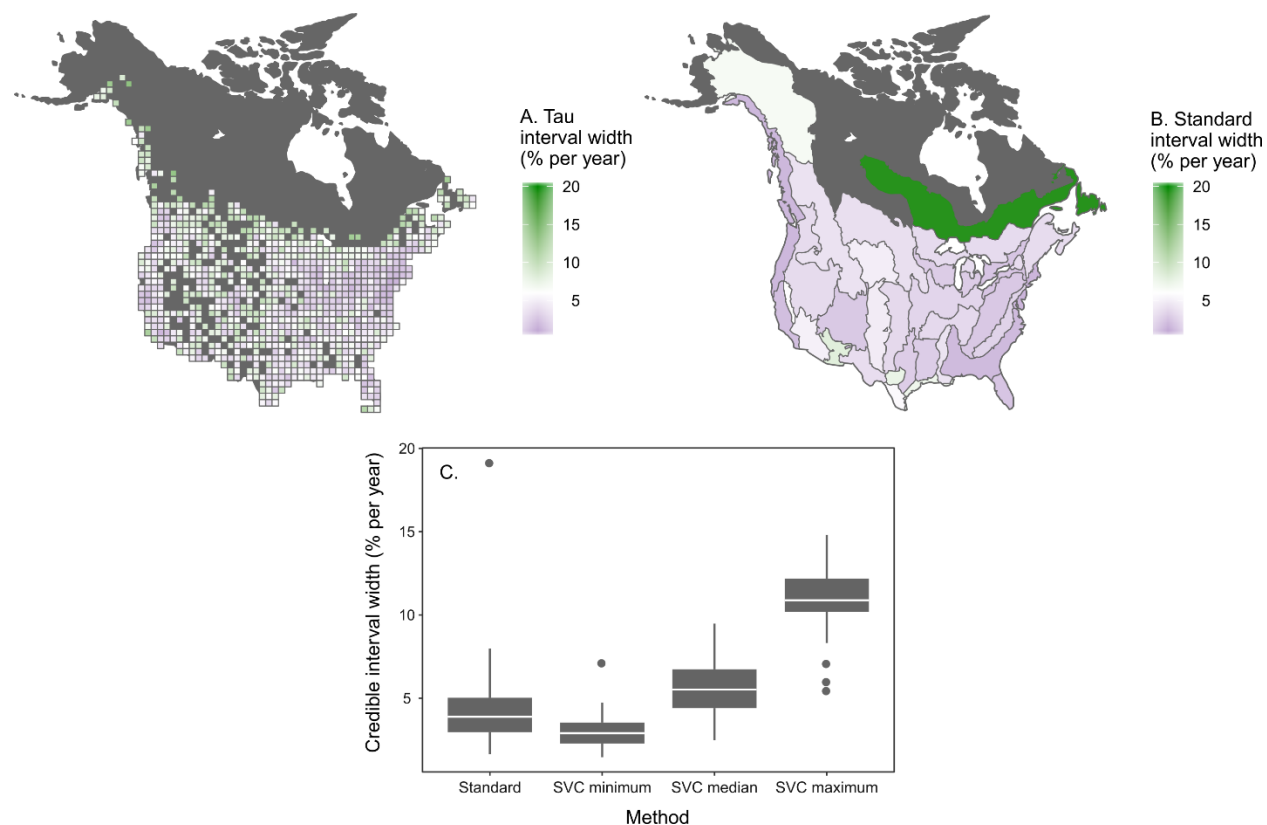 A. Tau
interval width
(% per year)
20
15
10
5
B. Standard
interval width
(% per year)
20
15
10
5
C.
Credible interval width (% per year)
20
15
10
5
Standard
SVC minimum
SVC median
SVC maximum
Method